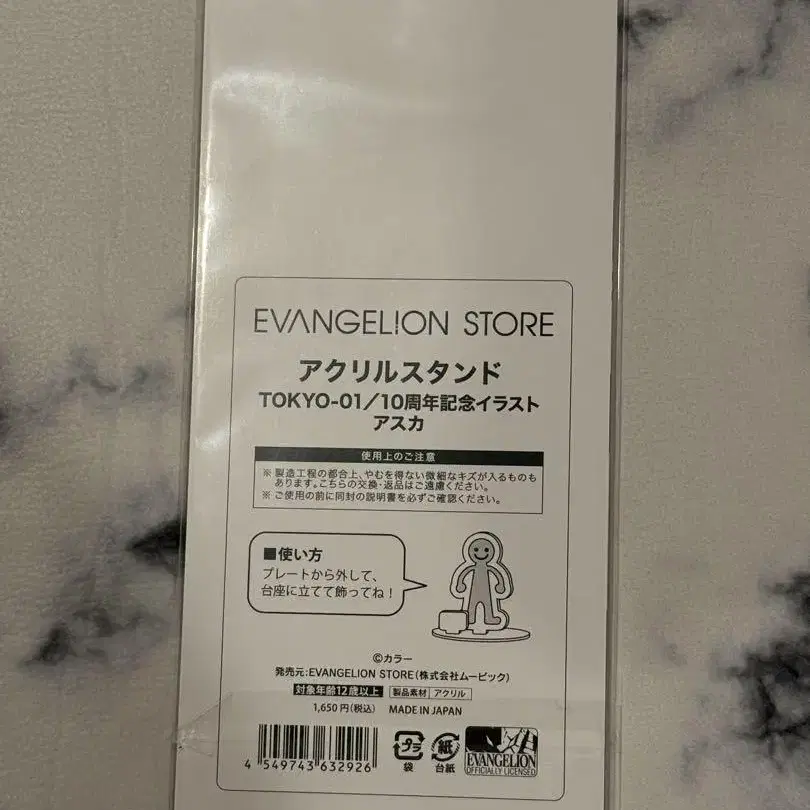 EVANGELION STORE
アクリルスタンド
TOKYO-01/10周年記念イラスト
アスカ
使用上のご注意
※ 製造工程の都合上、やむを得ない微細なキズが入るものも
あります。こちらの交換・返品はご遠慮ください。
※ ご使用の前に同封の説明書を必ずご確認ください。
■使い方
プレートから外して、
台座に立てて飾ってね!
©カラー
発売元:EVANGELION STORE(株式会社ムービック)
対象年齢12歳以上 製品素材 アクリル
1,650円(税込) MADE IN JAPAN
4 549743 632926
プラ 紙
袋 台紙
EVANGELION
OFFICIALLY LICENSED